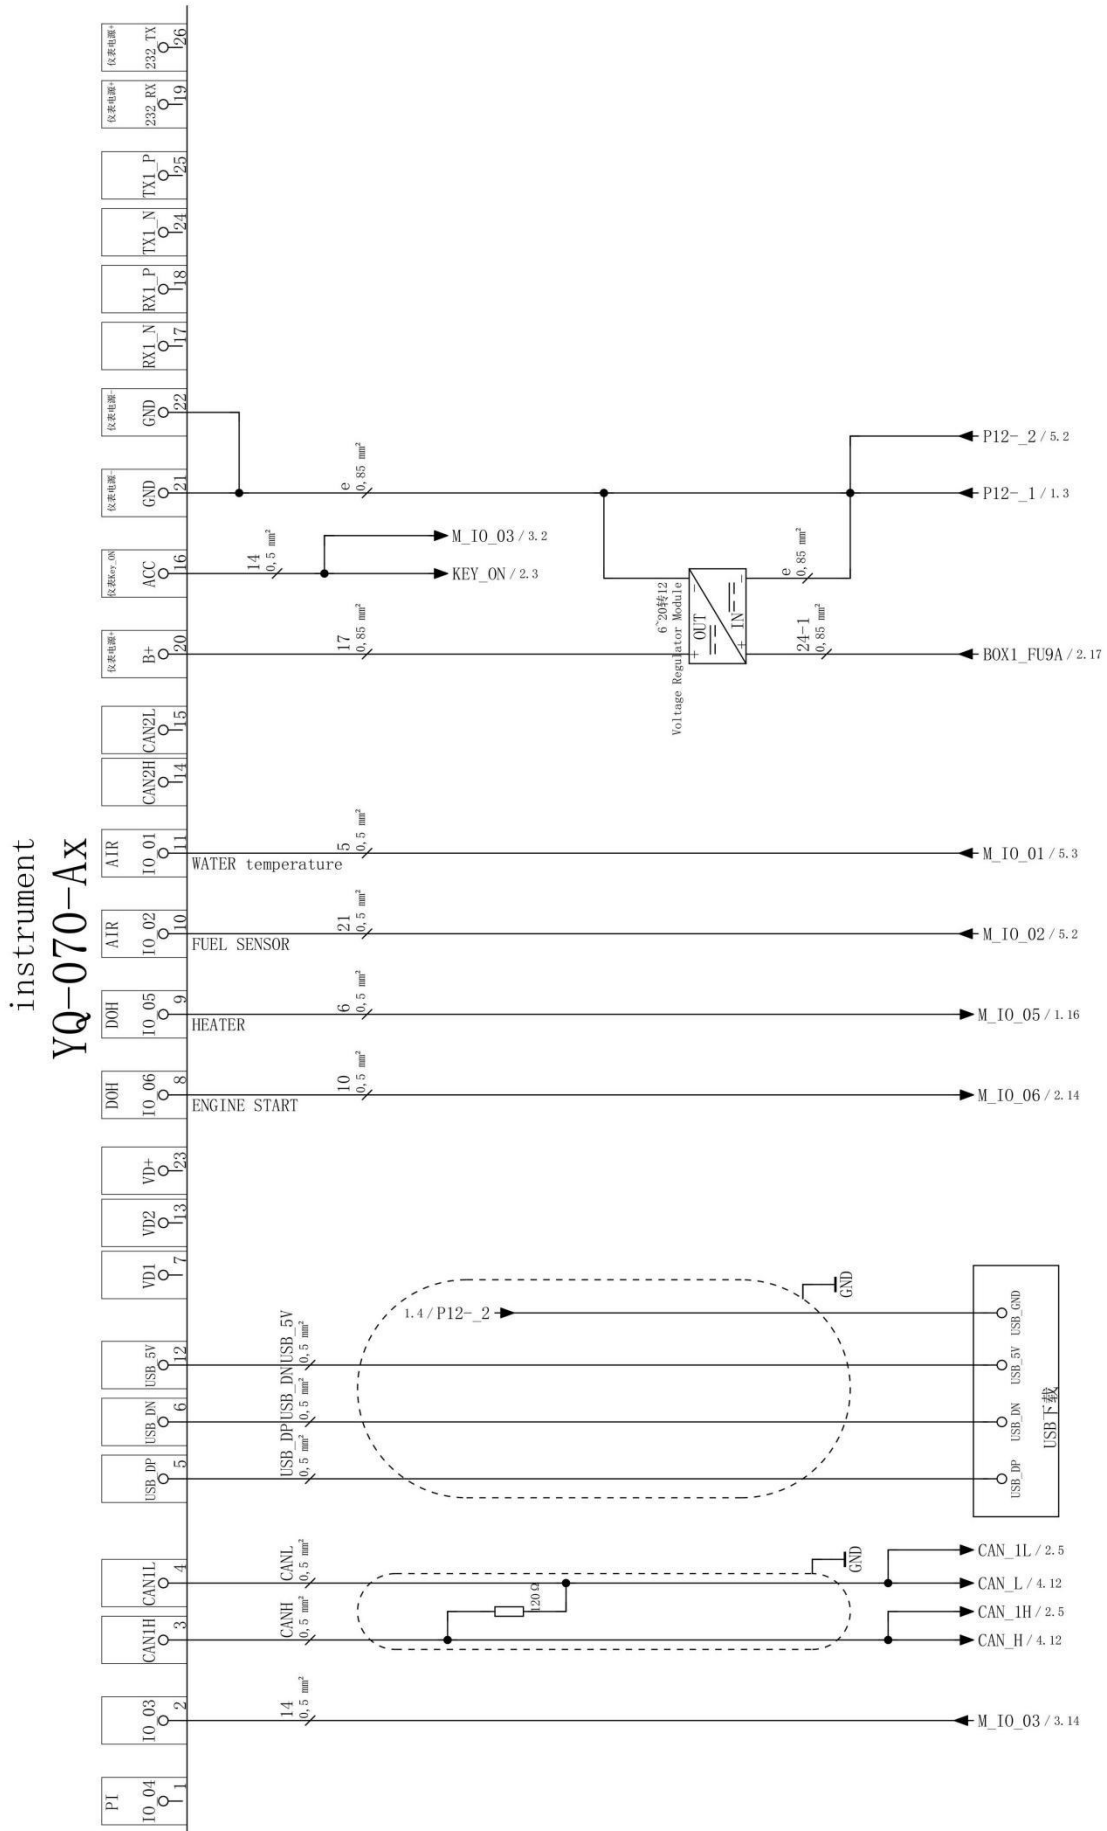 instrument
YQ-070-Ax
仪表电源+
232_TX
26
仪表电源+
232_RX
19
TX1_P
25
TX1_N
24
RX1_P
18
RX1_N
17
仪表电源-
GND
22
仪表电源-
GND
21
e
0,85 mm²
P12-_2 / 5.2
P12-_1 / 1.3
仪表Key_ON
ACC
16
14
0,5 mm²
M_IO_03 / 3.2
KEY_ON / 2.3
仪表电源+
B+
20
17
0,85 mm²
6~20转12
Voltage Regulator Module
+ OUT -
+ IN -
e
0,85 mm²
24-1
0,85 mm²
BOX1_FU9A / 2.17
CAN2L
15
CAN2H
14
AIR
IO_01
11
WATER temperature
5
0,5 mm²
M_IO_01 / 5.3
AIR
IO_02
10
FUEL SENSOR
21
0,5 mm²
M_IO_02 / 5.2
DOH
IO_05
9
HEATER
6
0,5 mm²
M_IO_05 / 1.16
DOH
IO_06
8
ENGINE START
10
0,5 mm²
M_IO_06 / 2.14
VD+
23
VD2
13
VD1
7
1.4 / P12-_2
GND
USB_GND
USB_5V
12
USB_5V
0,5 mm²
USB_5V
USB_DN
6
USB_DN
0,5 mm²
USB_DN
USB_DP
5
USB_DP
0,5 mm²
USB_DP
USB下载
CAN1L
4
CANL
0,5 mm²
120Ω
GND
CAN_1L / 2.5
CAN_L / 4.12
CAN1H
3
CANH
0,5 mm²
CAN_1H / 2.5
CAN_H / 4.12
IO_03
2
14
0,5 mm²
M_IO_03 / 3.14
PI
IO_04
1